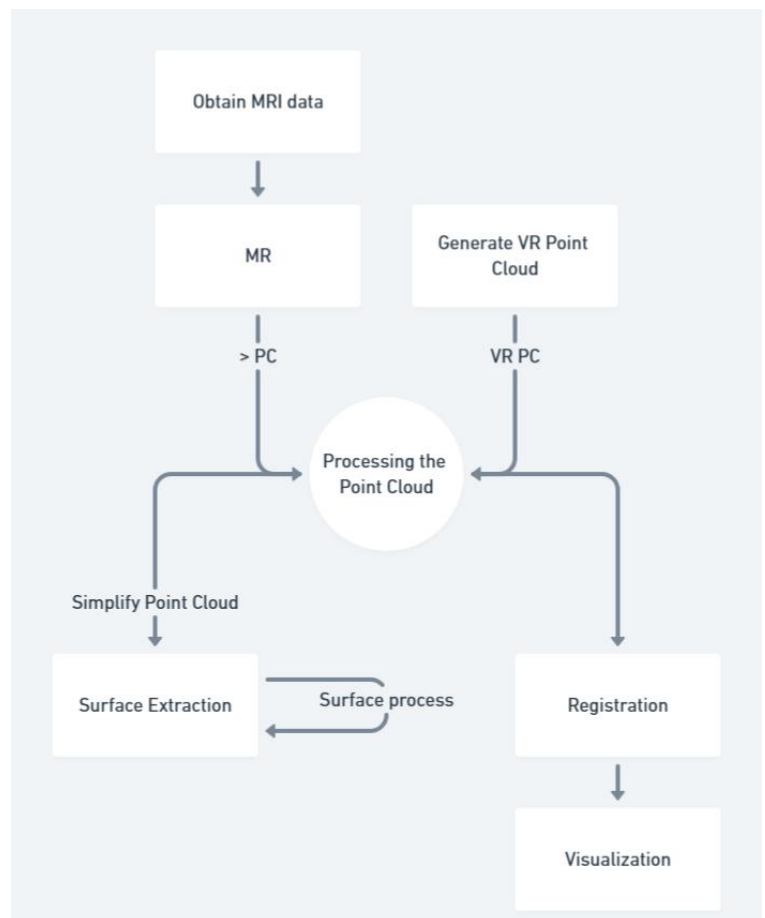 Obtain MRI data
MR
Generate VR Point
Cloud
> PC
VR PC
Processing the
Point Cloud
Simplify Point Cloud
Surface Extraction
Surface process
Registration
Visualization